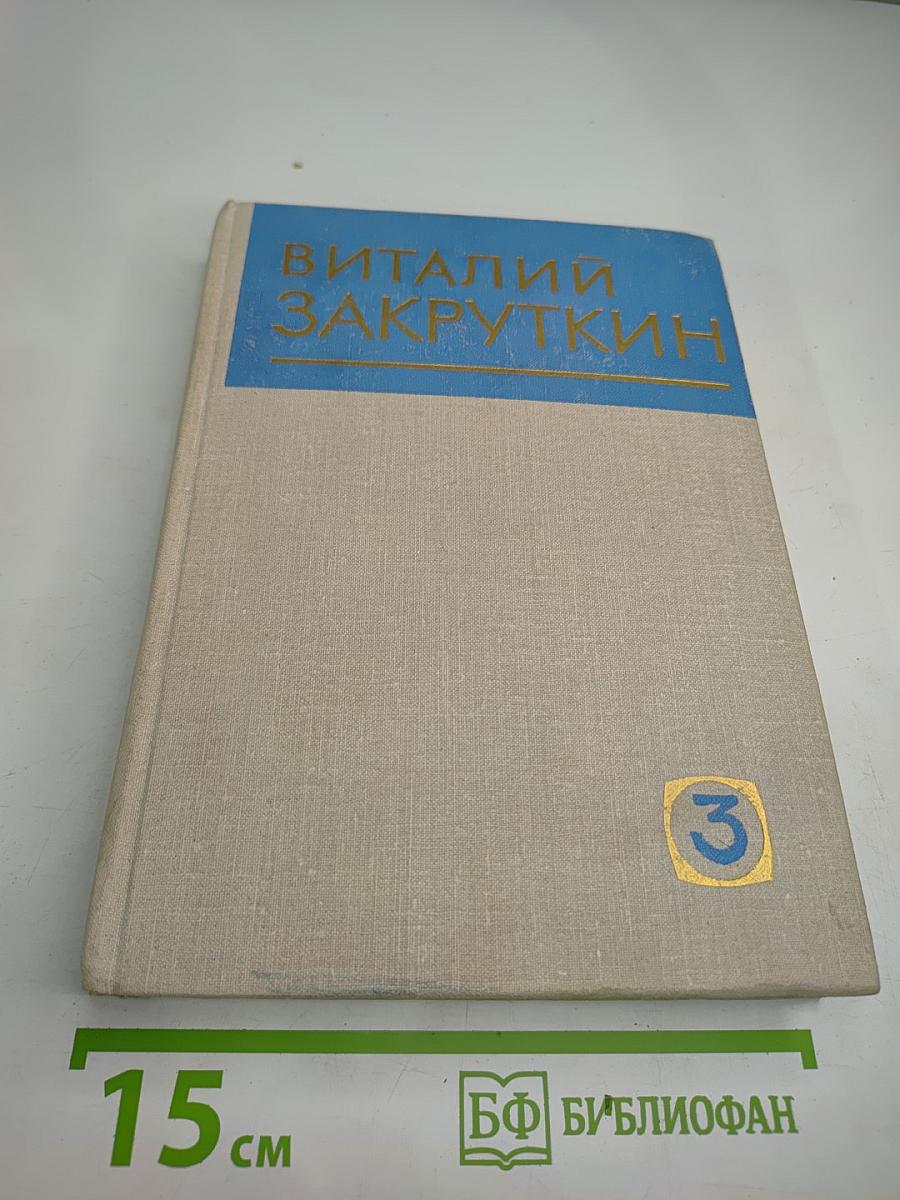 ВИТАЛИЙ
ЗАКРУТКИН
3
15 см
БФ БИБЛИОФАН